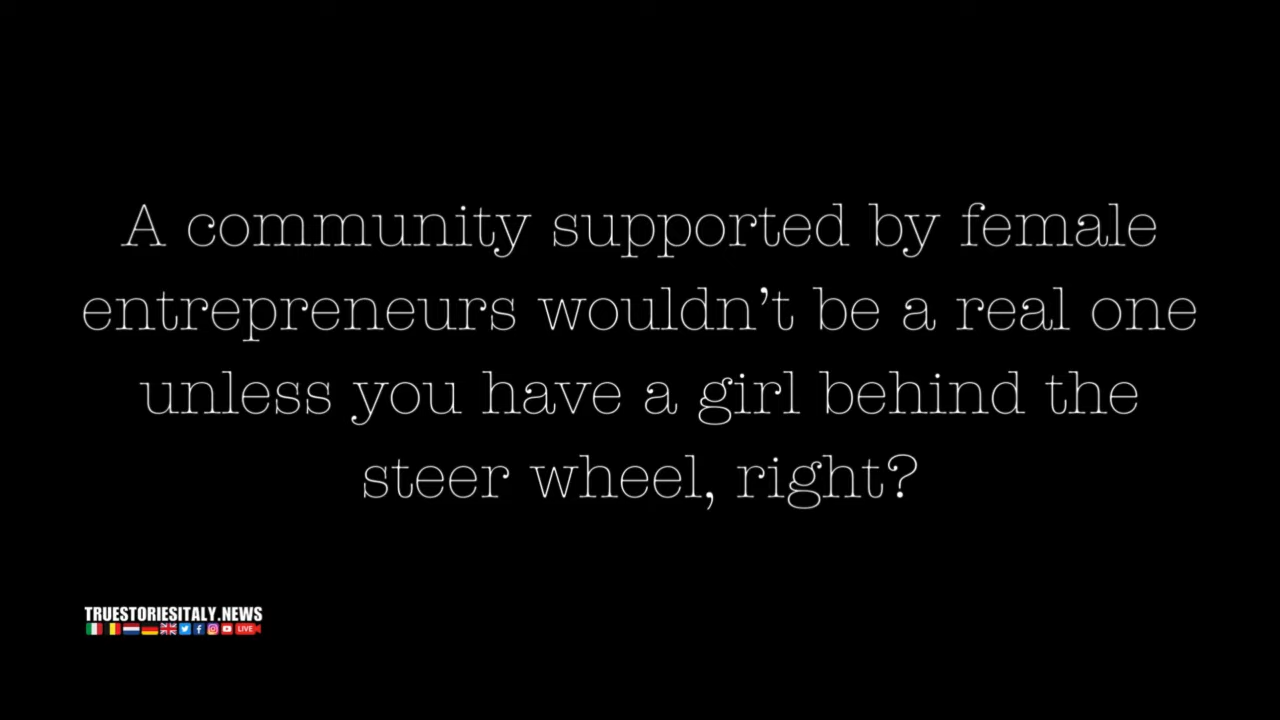 A community supported by female
entrepreneurs wouldn’t be a real one
unless you have a girl behind the
steer wheel, right?
TRUESTORIESITALY.NEWS
LIVE